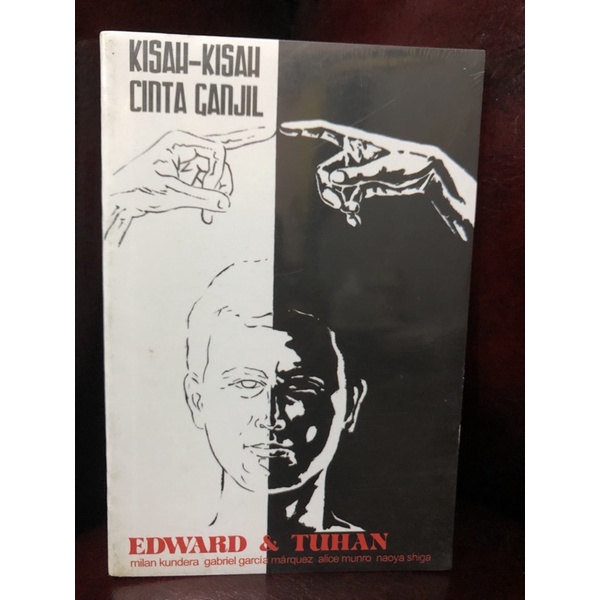 KISAH-KISAH
CINTA GANJIL
EDWARD & TUHAN
milan kundera gabriel garcía márquez alice munro naoya shiga